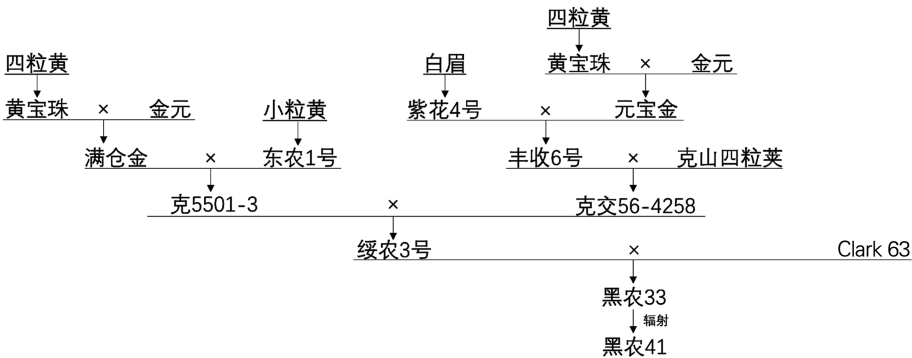 四粒黄
四粒黄 白眉 黄宝珠 × 金元
黄宝珠 × 金元 小粒黄 紫花4号 × 元宝金
满仓金 × 东农1号 丰收6号 × 克山四粒荚
克5501-3 × 克交56-4258
绥农3号 × Clark 63
黑农33
辐射
黑农41